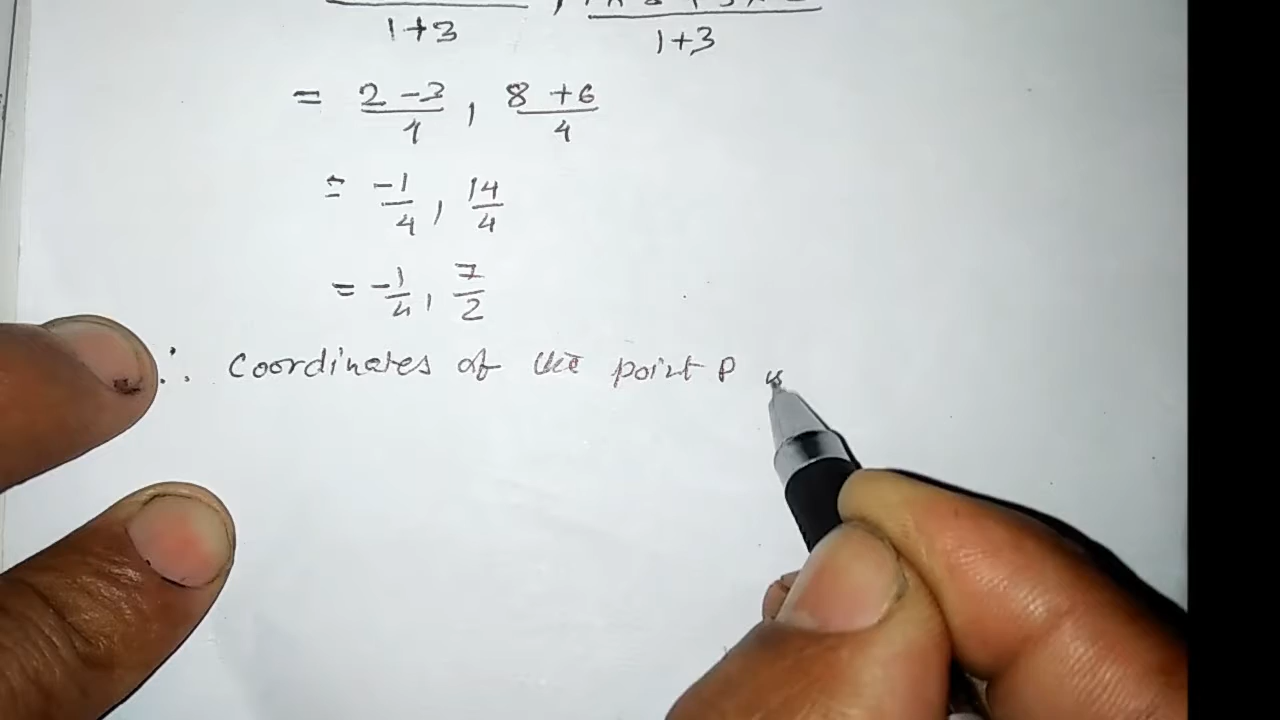 1+3 , 1+3
= 2-3/4 , 8+6/4
= -1/4 , 14/4
= -1/4 , 7/2
∴ Coordinates of the point P is